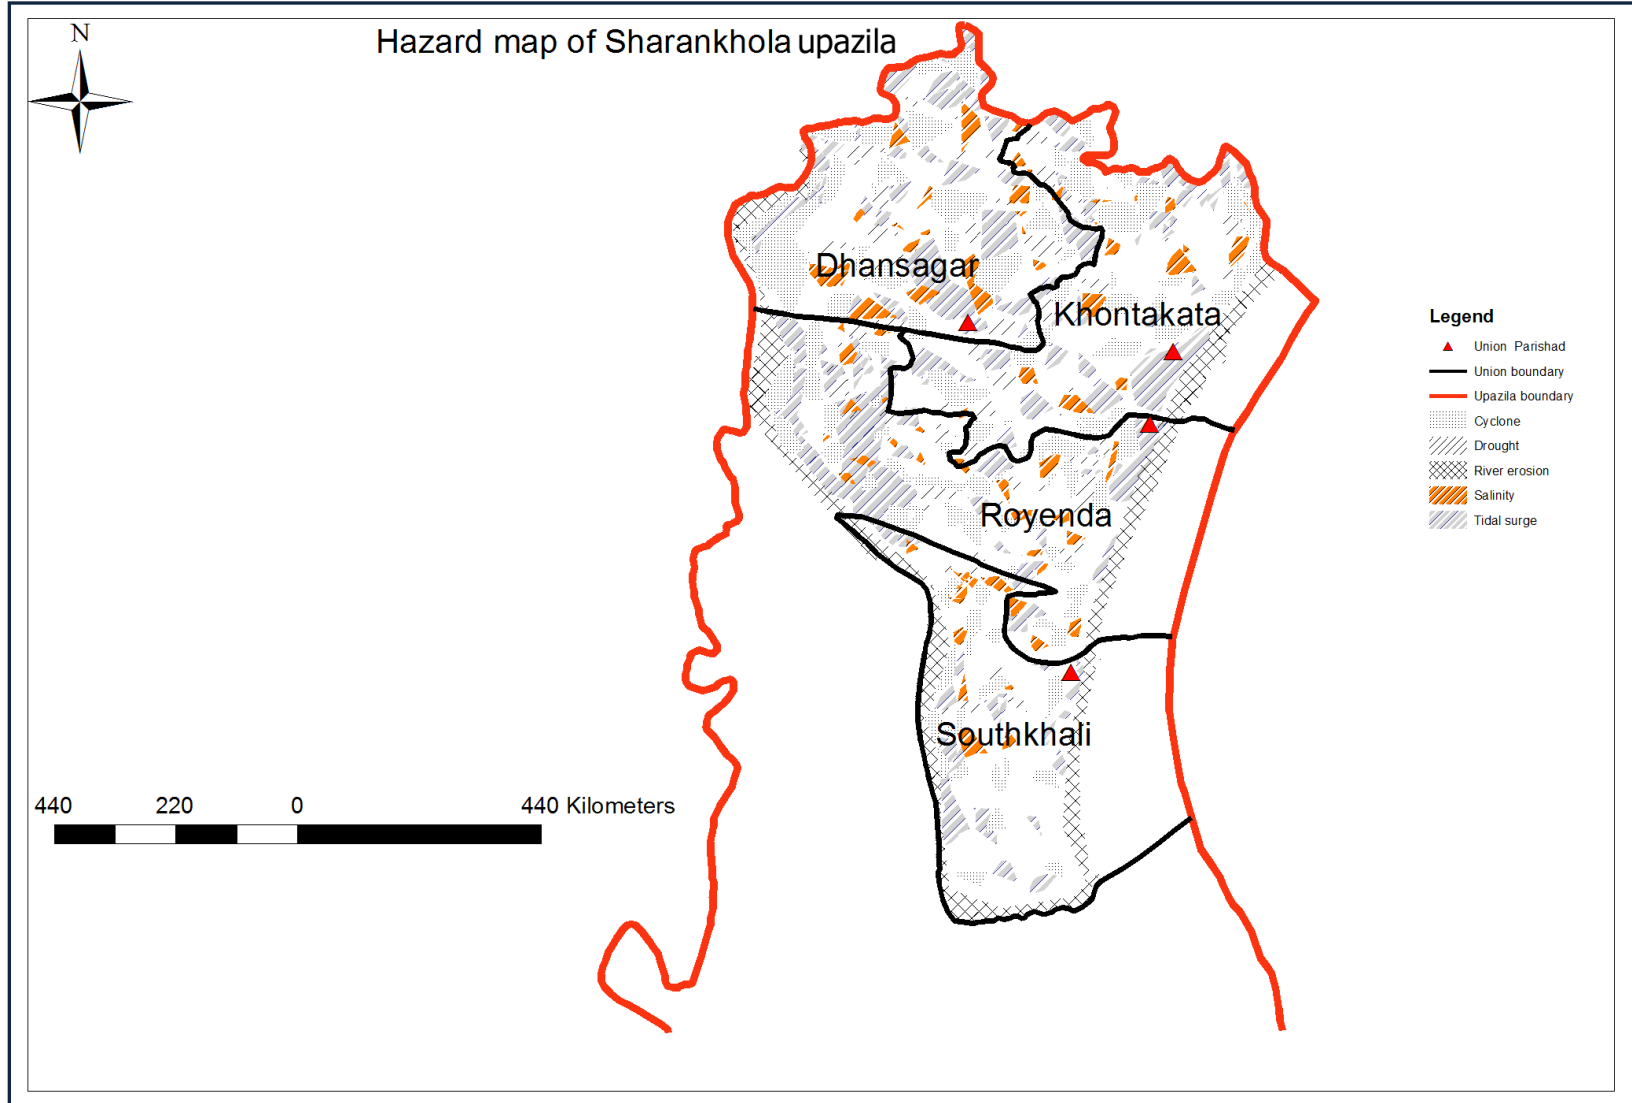 N
Hazard map of Sharankhola upazila
Dhansagar
Khontakata
Royenda
Southkhali
Legend
Union Parishad
Union boundary
Upazila boundary
Cyclone
Drought
River erosion
Salinity
Tidal surge
440 220 0 440 Kilometers